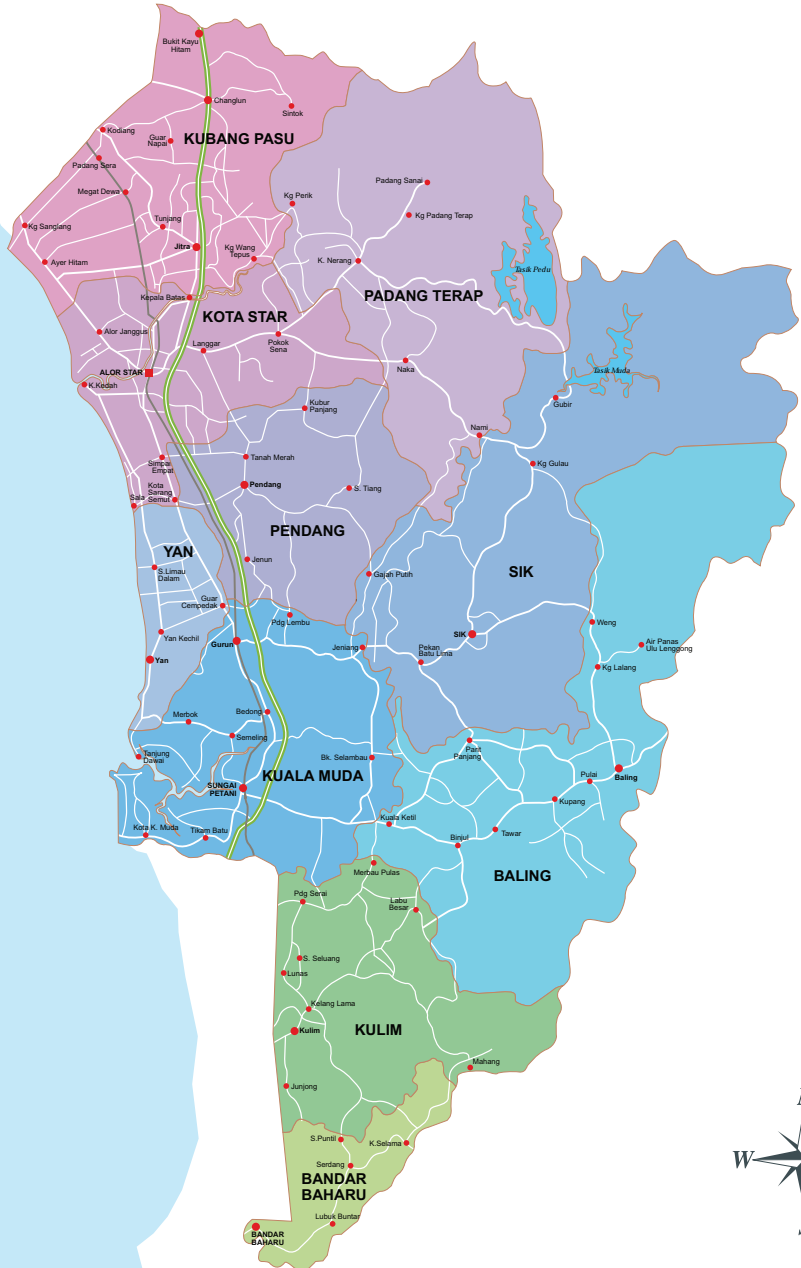 Bukit Kayu
Hitam
Changlun
Sintok
Kodiang
Guar
Napai
KUBANG PASU
Padang Sera
Megat Dewa
Padang Sanai
Kg Perik
Kg Sanglang
Tunjang
Kg Padang Terap
Jitra
Kg Wang
Tepus
Ayer Hitam
K. Nerang
Tasik Pedu
Kepala Batas
PADANG TERAP
KOTA STAR
Alor Janggus
Langgar
Pokok
Sena
ALOR STAR
Naka
Tasik Muda
K.Kedah
Kubur
Panjang
Gubir
Nami
Simpai
Empat
Tanah Merah
Kg Gulau
Kota
Sarang
Semut
Sala
Pendang
S. Tiang
PENDANG
YAN
Jenun
S.Limau
Dalam
Gajah Putih
SIK
Guar
Cempedak
Pdg Lembu
Weng
Yan Kechil
Gurun
Jeniang
Pekan
Batu Lima
SIK
Air Panas
Ulu Lenggong
Yan
Kg Lalang
Merbok
Bedong
Semeling
Tanjung
Dawai
Bk. Selambau
Parit
Panjang
KUALA MUDA
SUNGAI
PETANI
Pulai
Baling
Kupang
Kuala Ketil
Kota K. Muda
Tikam Batu
Binjul
Tawar
Merbau Pulas
BALING
Pdg Serai
Labu
Besar
S. Seluang
Lunas
Kelang Lama
Kulim
KULIM
Mahang
Junjong
S.Puntil
K.Selama
Serdang
BANDAR
BAHARU
Lubuk Buntar
BANDAR
BAHARU
W